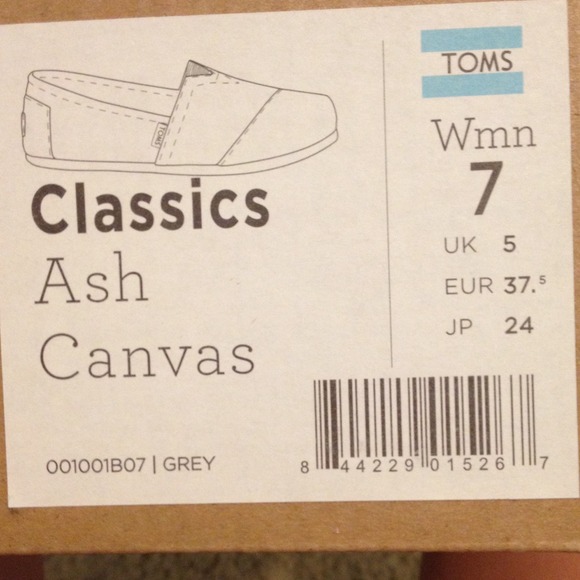 TOMS
Classics
Ash
Canvas
001001B07 | GREY
TOMS
Wmn
7
UK 5
EUR 37.⁵
JP 24
8 44229 01526 7